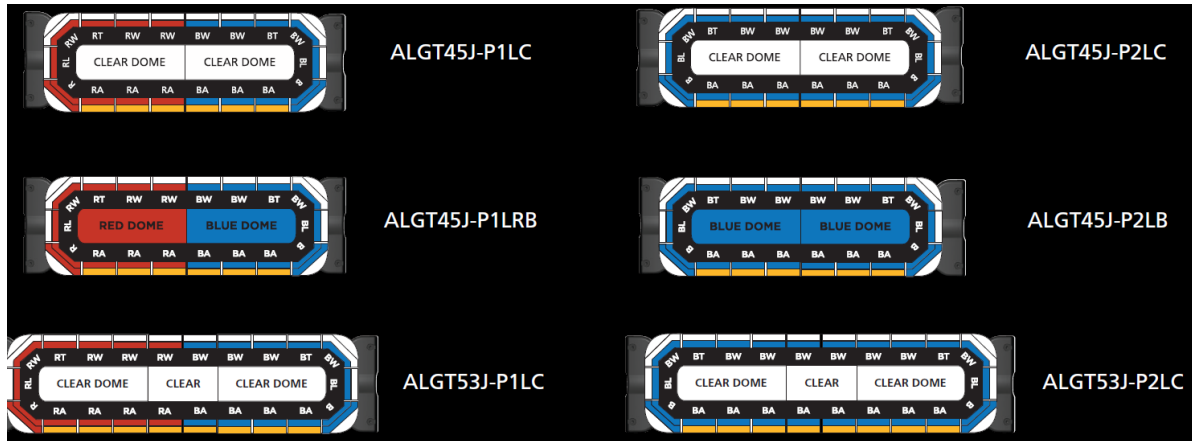 RW RT RW RW BW BW BT BW
RL CLEAR DOME CLEAR DOME BL
R RA RA RA BA BA BA B
ALGT45J-P1LC
BW BT BW BW BW BW BT BW
BL CLEAR DOME CLEAR DOME BL
B BA BA BA BA BA BA B
ALGT45J-P2LC
RW RT RW RW BW BW BT BW
RL RED DOME BLUE DOME BL
R RA RA RA BA BA BA B
ALGT45J-P1LRB
BW BT BW BW BW BW BT BW
BL BLUE DOME BLUE DOME BL
B BA BA BA BA BA BA B
ALGT45J-P2LB
RW RT RW RW RW BW BW BW BT BW
RL CLEAR DOME CLEAR CLEAR DOME BL
R RA RA RA RA BA BA BA BA B
ALGT53J-P1LC
BW BT BW BW BW BW BW BW BT BW
BL CLEAR DOME CLEAR CLEAR DOME BL
B BA BA BA BA BA BA BA BA B
ALGT53J-P2LC